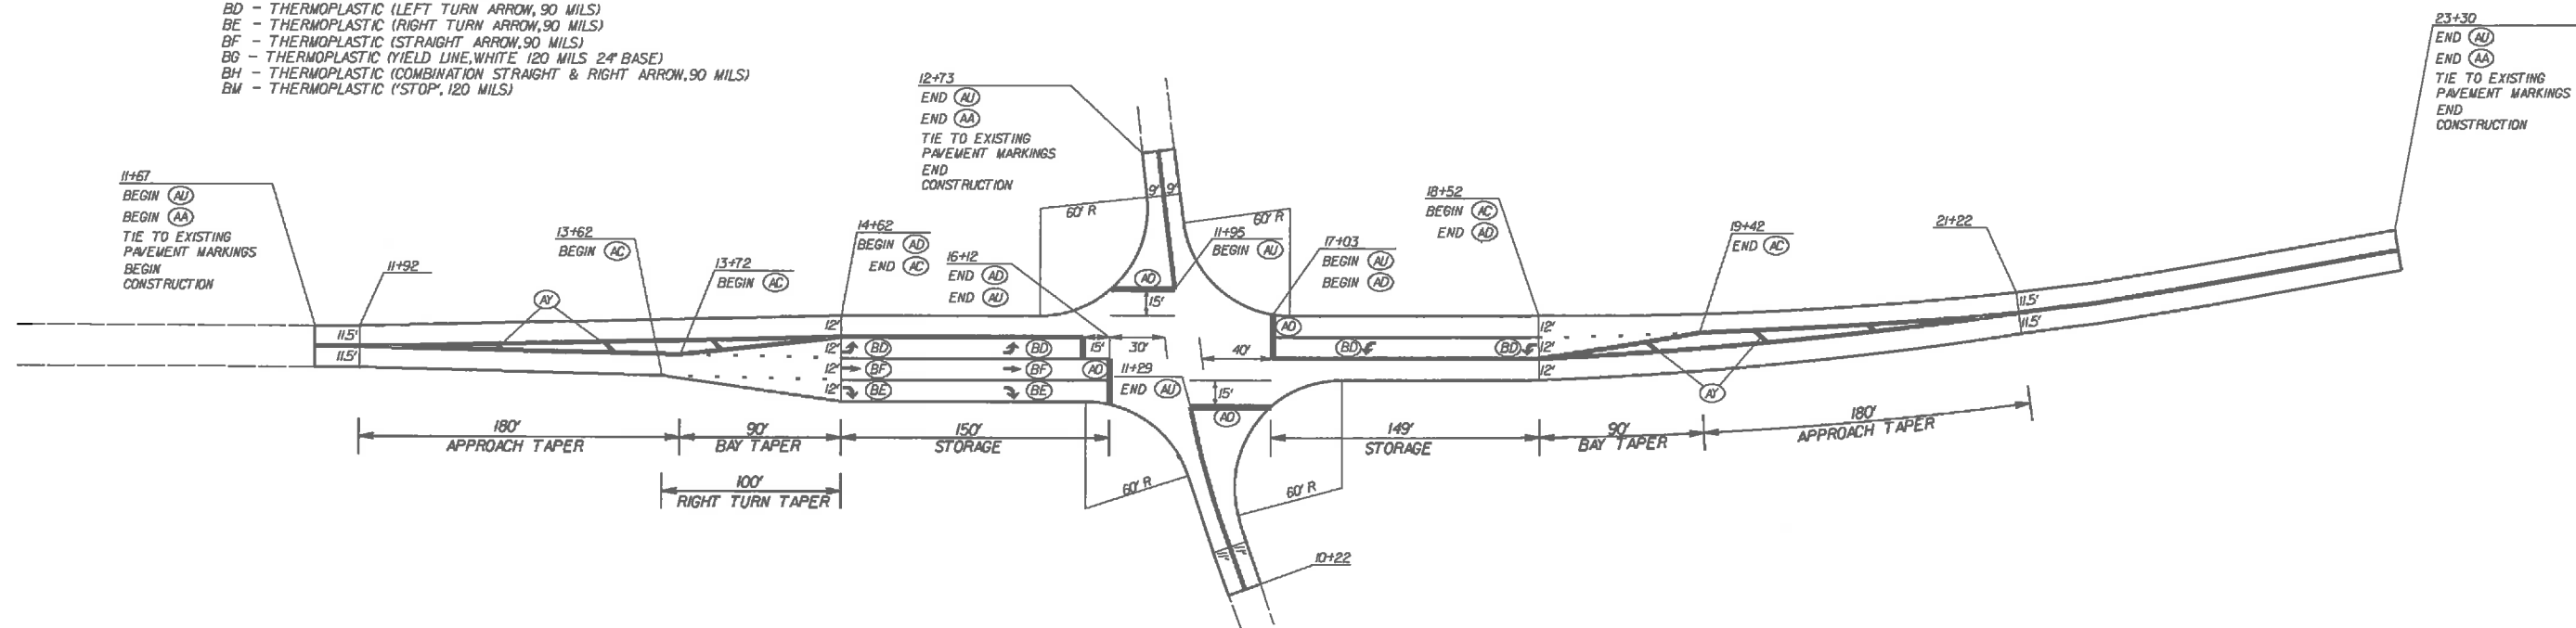 BD - THERMOPLASTIC (LEFT TURN ARROW, 90 MILS)
BE - THERMOPLASTIC (RIGHT TURN ARROW, 90 MILS)
BF - THERMOPLASTIC (STRAIGHT ARROW, 90 MILS)
BG - THERMOPLASTIC (YIELD LINE, WHITE 120 MILS 24" BASE)
BH - THERMOPLASTIC (COMBINATION STRAIGHT & RIGHT ARROW, 90 MILS)
BM - THERMOPLASTIC ("STOP", 120 MILS)
11+67
BEGIN AU
BEGIN AA
TIE TO EXISTING
PAVEMENT MARKINGS
BEGIN
CONSTRUCTION
11+92
13+62
BEGIN AC
13+72
BEGIN AC
14+62
BEGIN AD
END AC
16+12
END AD
END AU
12+73
END AU
END AA
TIE TO EXISTING
PAVEMENT MARKINGS
END
CONSTRUCTION
11+95
BEGIN AU
17+03
BEGIN AU
BEGIN AD
18+52
BEGIN AC
END AD
19+42
END AC
21+22
23+30
END AU
END AA
TIE TO EXISTING
PAVEMENT MARKINGS
END
CONSTRUCTION
60' R
9' 9'
60' R
AO
15'
AY
11.5'
11.5'
12'
12'
12'
12'
BD BD
BF BF
BE BE
15' 30'
AO
11+29
END AU
40'
AO
BD BD
12'
12'
12'
15'
AO
AY
11.5'
11.5'
180'
APPROACH TAPER
90'
BAY TAPER
150'
STORAGE
100'
RIGHT TURN TAPER
60' R
60' R
149'
STORAGE
90'
BAY TAPER
180'
APPROACH TAPER
10+22